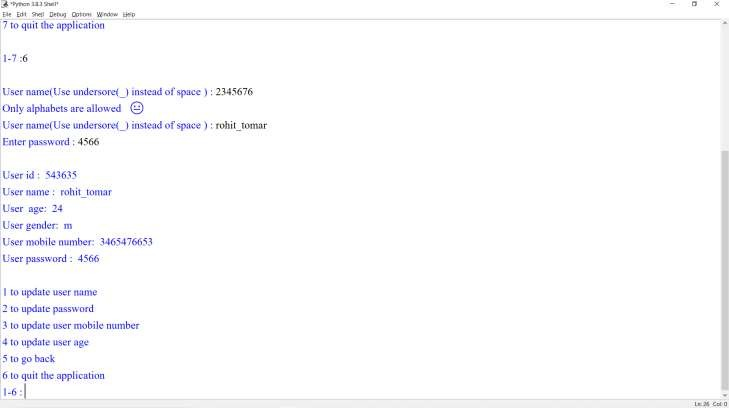 *Python 3.8.3 Shell*
File Edit Shell Debug Options Window Help
7 to quit the application
1-7 :6
User name(Use undersore(_) instead of space ) : 2345676
Only alphabets are allowed 😐
User name(Use undersore(_) instead of space ) : rohit_tomar
Enter password : 4566
User id :  543635
User name :  rohit_tomar
User  age:  24
User gender:  m
User mobile number:  3465476653
User password :  4566
1 to update user name
2 to update password
3 to update user mobile number
4 to update user age
5 to go back
6 to quit the application
1-6 :
Ln: 26 Col: 0